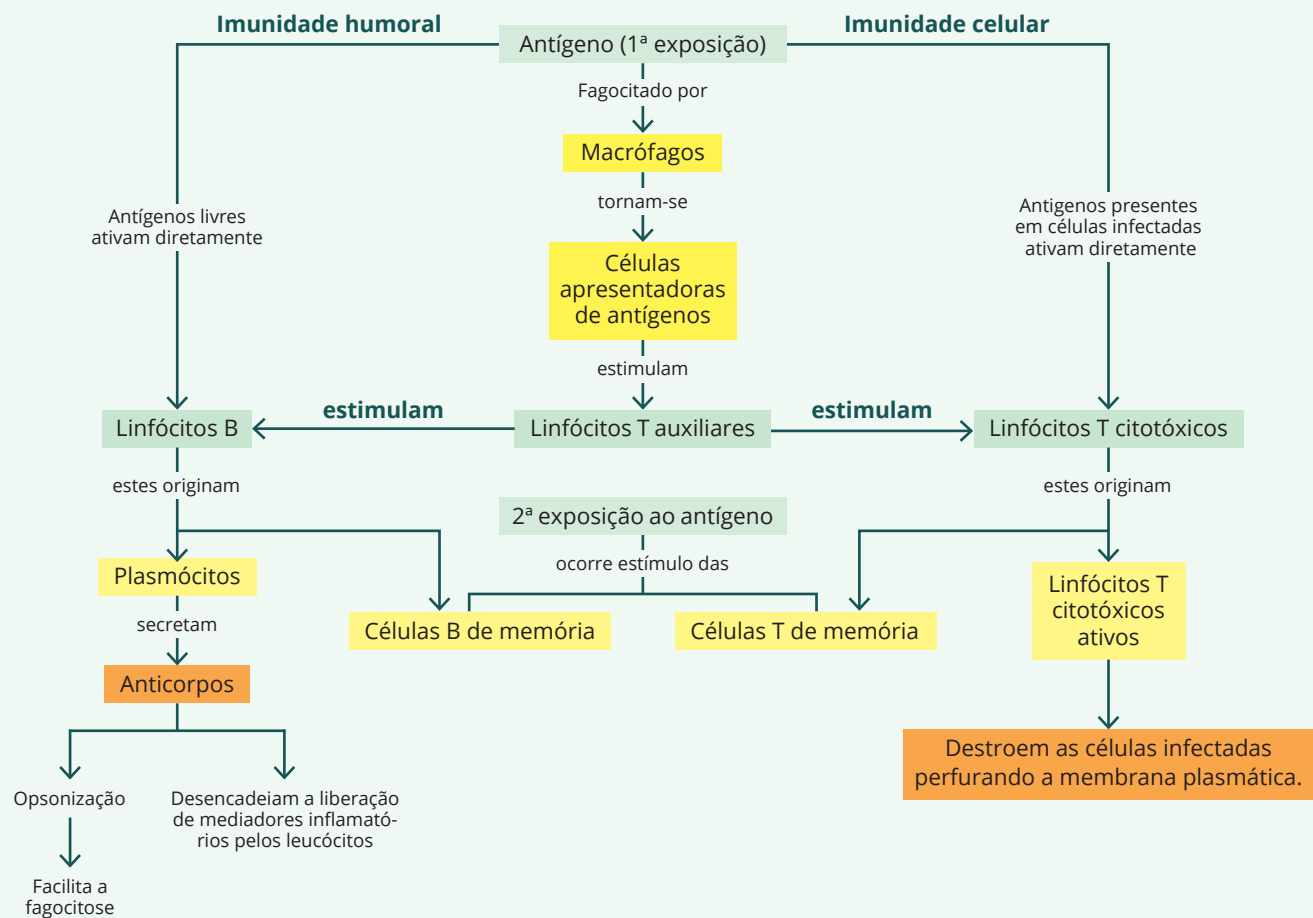 Imunidade humoral
Imunidade celular
Antígeno (1ª exposição)
Fagocitado por
Macrófagos
tornam-se
Antígenos livres
ativam diretamente
Antigenos presentes
em células infectadas
ativam diretamente
Células
apresentadoras
de antígenos
estimulam
Linfócitos B
estimulam
Linfócitos T auxiliares
estimulam
Linfócitos T citotóxicos
estes originam
estes originam
2ª exposição ao antígeno
ocorre estímulo das
Plasmócitos
secretam
Células B de memória
Células T de memória
Linfócitos T
citotóxicos
ativos
Anticorpos
Destroem as células infectadas
perfurando a membrana plasmática.
Opsonização
Desencadeiam a liberação
de mediadores inflamató-
rios pelos leucócitos
Facilita a
fagocitose